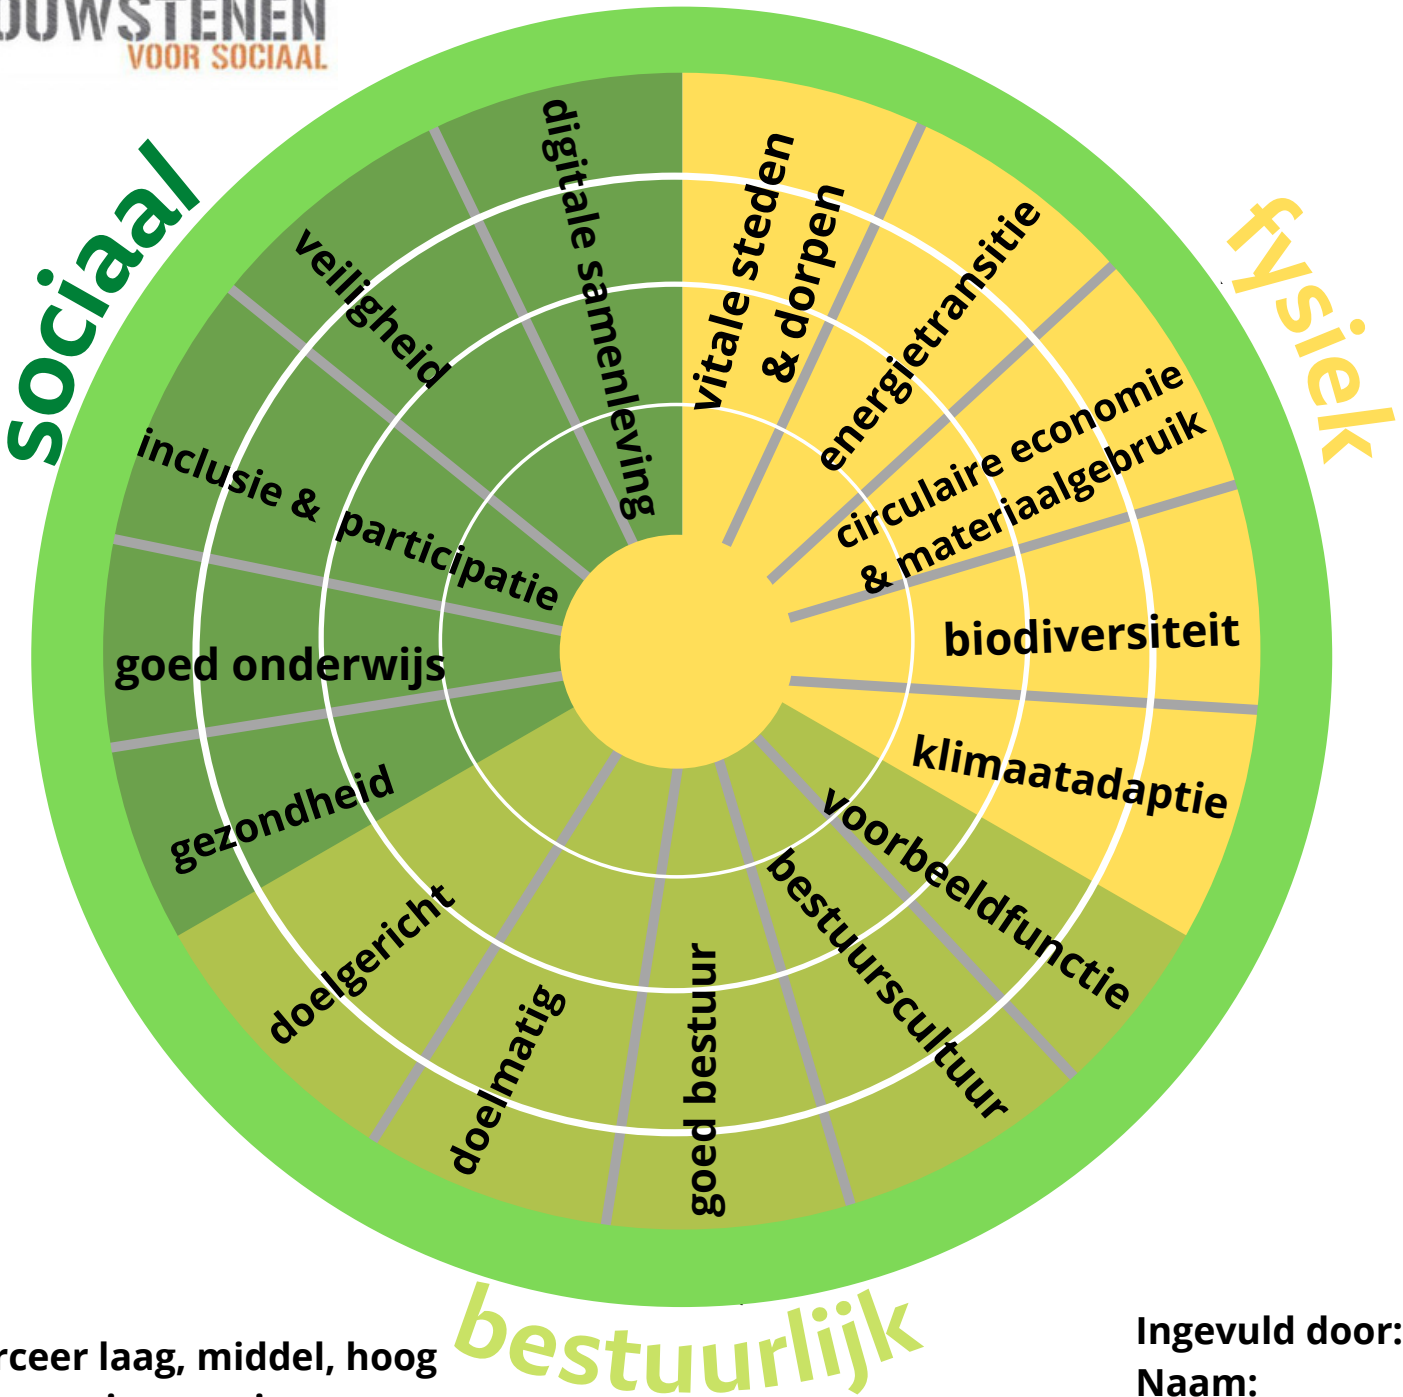 VOOR SOCIAAL
sociaal
fysiek
bestuurlijk
digitale samenleving
veiligheid
inclusie & participatie
goed onderwijs
gezondheid
vitale steden
& dorpen
energietransitie
circulaire economie
& materiaalgebruik
biodiversiteit
klimaatadaptie
voorbeeldfunctie
bestuurscultuur
goed bestuur
doelmatig
doelgericht
laag, middel, hoog
Ingevuld door:
Naam: